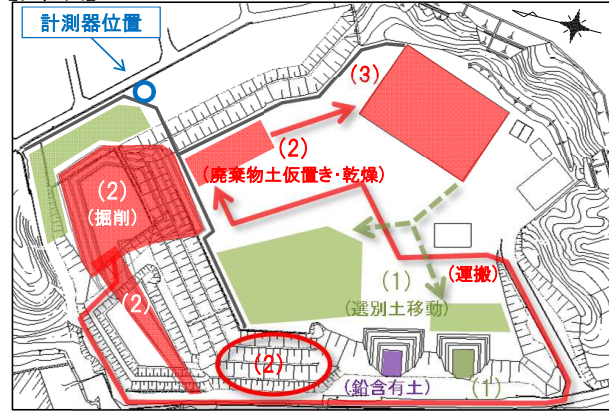 計測器位置
(3)
(2)
(廃棄物土仮置き・乾燥)
(2)
(掘削)
(2)
(1)
(選別土移動)
(運搬)
(2)
(鉛含有土)
(1)